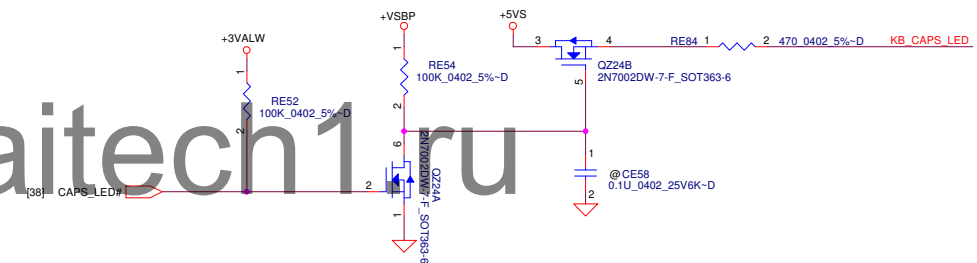 +5VS
+VSBP
+3VALW
3
4
RE84
1
2
470_0402_5%~D
KB_CAPS_LED
QZ24B
2N7002DW-7-F_SOT363-6
5
1
RE54
100K_0402_5%~D
2
1
RE52
100K_0402_5%~D
2
6
2N7002DW-7-F_SOT363-6
QZ24A
aitech1.ru
[38]
CAPS_LED#
2
1
1
@CE58
0.1U_0402_25V6K~D
2